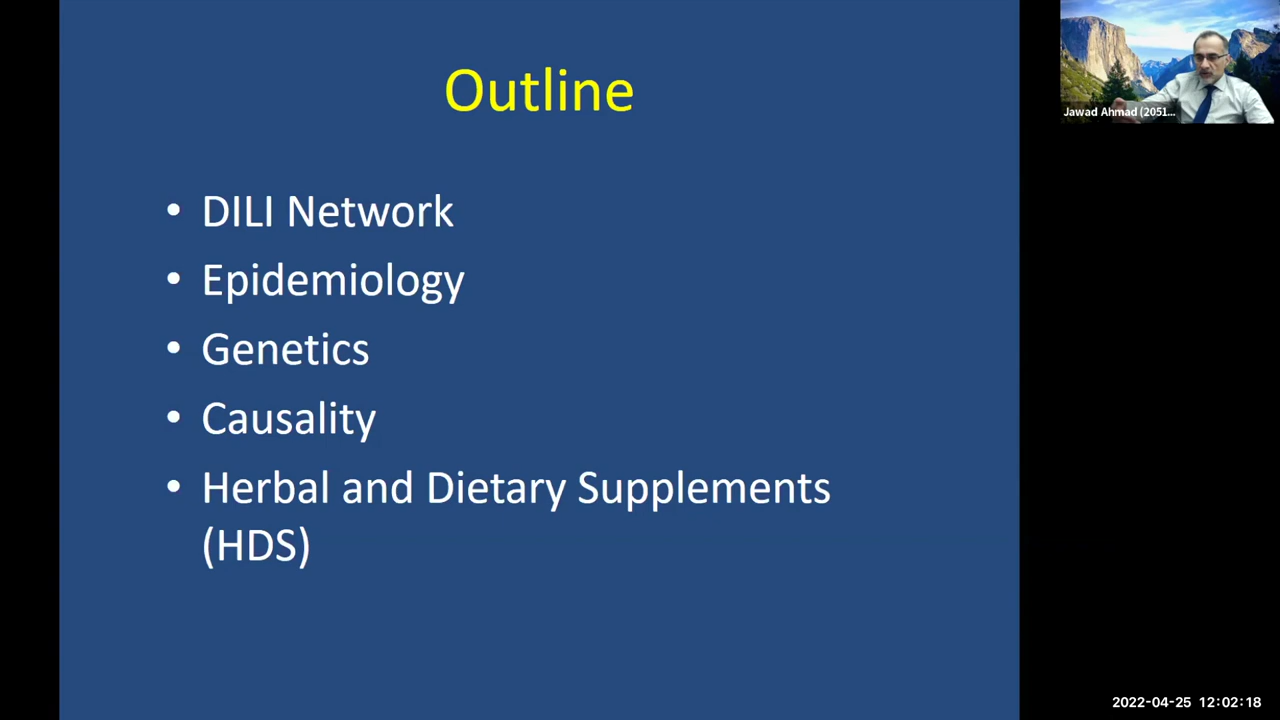 Outline
• DILI Network
• Epidemiology
• Genetics
• Causality
• Herbal and Dietary Supplements
(HDS)
Jawad Ahmad (2051...
2022-04-25 12:02:18